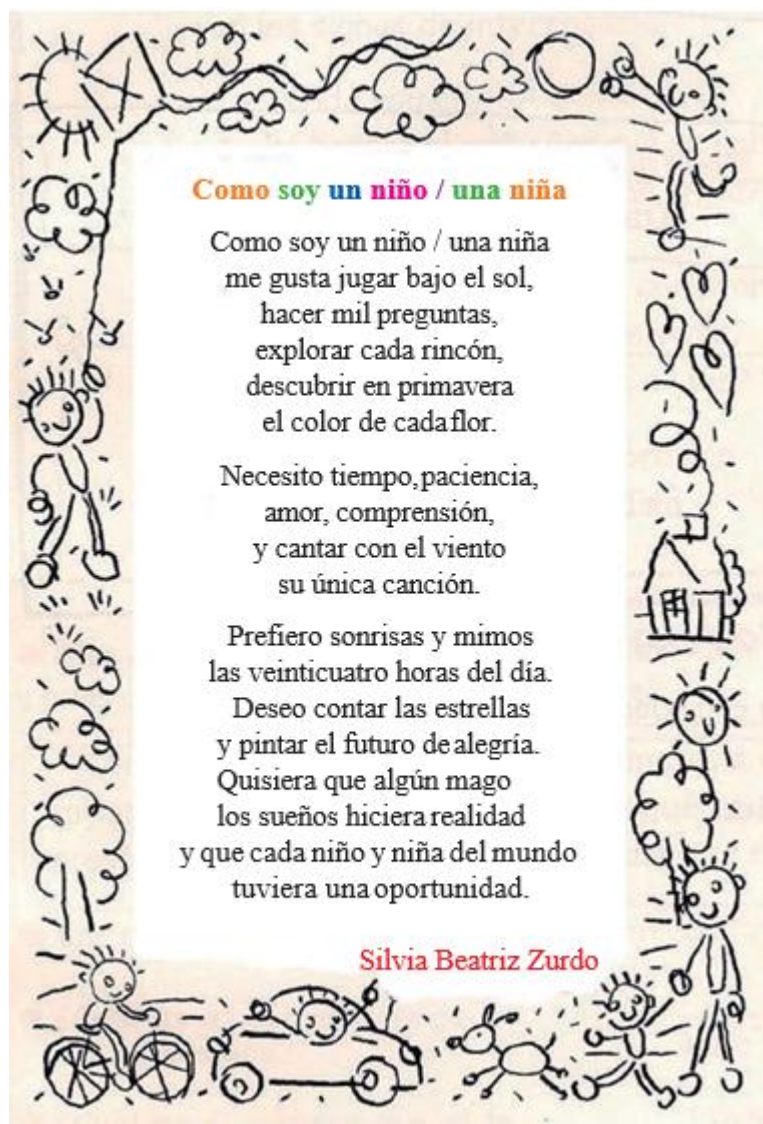 Como soy un niño / una niña
Como soy un niño / una niña
me gusta jugar bajo el sol,
hacer mil preguntas,
explorar cada rincón,
descubrir en primavera
el color de cada flor.
Necesito tiempo, paciencia,
amor, comprensión,
y cantar con el viento
su única canción.
Prefiero sonrisas y mimos
las veinticuatro horas del día.
Deseo contar las estrellas
y pintar el futuro de alegría.
Quisiera que algún mago
los sueños hiciera realidad
y que cada niño y niña del mundo
tuviera una oportunidad.
Silvia Beatriz Zurdo